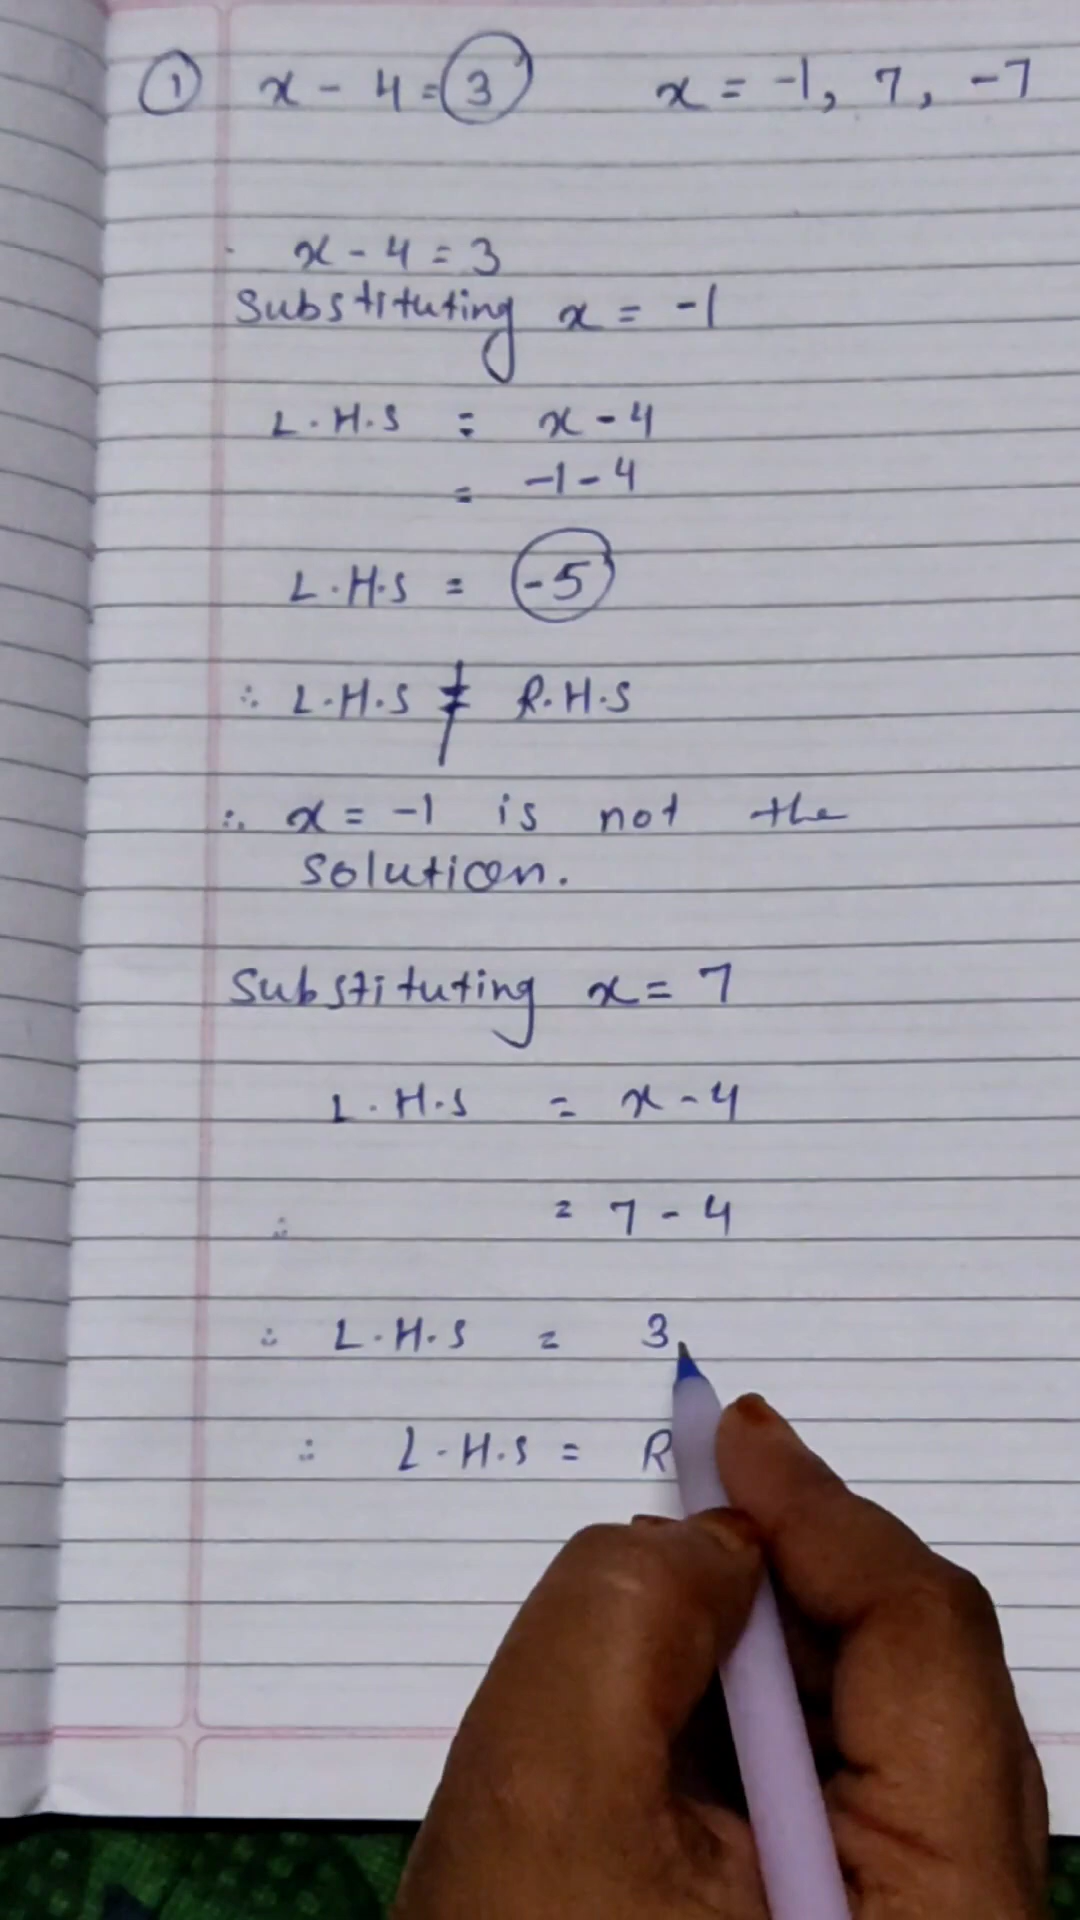 ① x - 4 = 3 x = -1, 7, -7
x - 4 = 3
Substituting x = -1
L.H.S = x - 4
= -1 - 4
L.H.S = -5
∴ L.H.S ≠ R.H.S
∴ x = -1 is not the
solution.
Substituting x = 7
L.H.S = x - 4
∴ = 7 - 4
∴ L.H.S = 3
∴ L.H.S = R